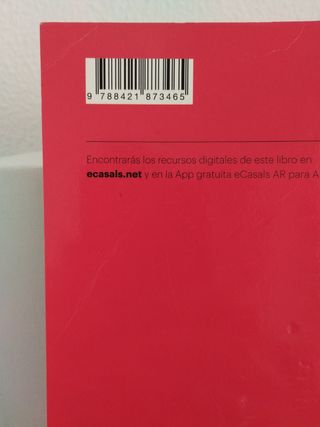 9 788421 873465
Encontrarás los recursos digitales de este libro en
ecasals.net y en la App gratuita eCasals AR para A